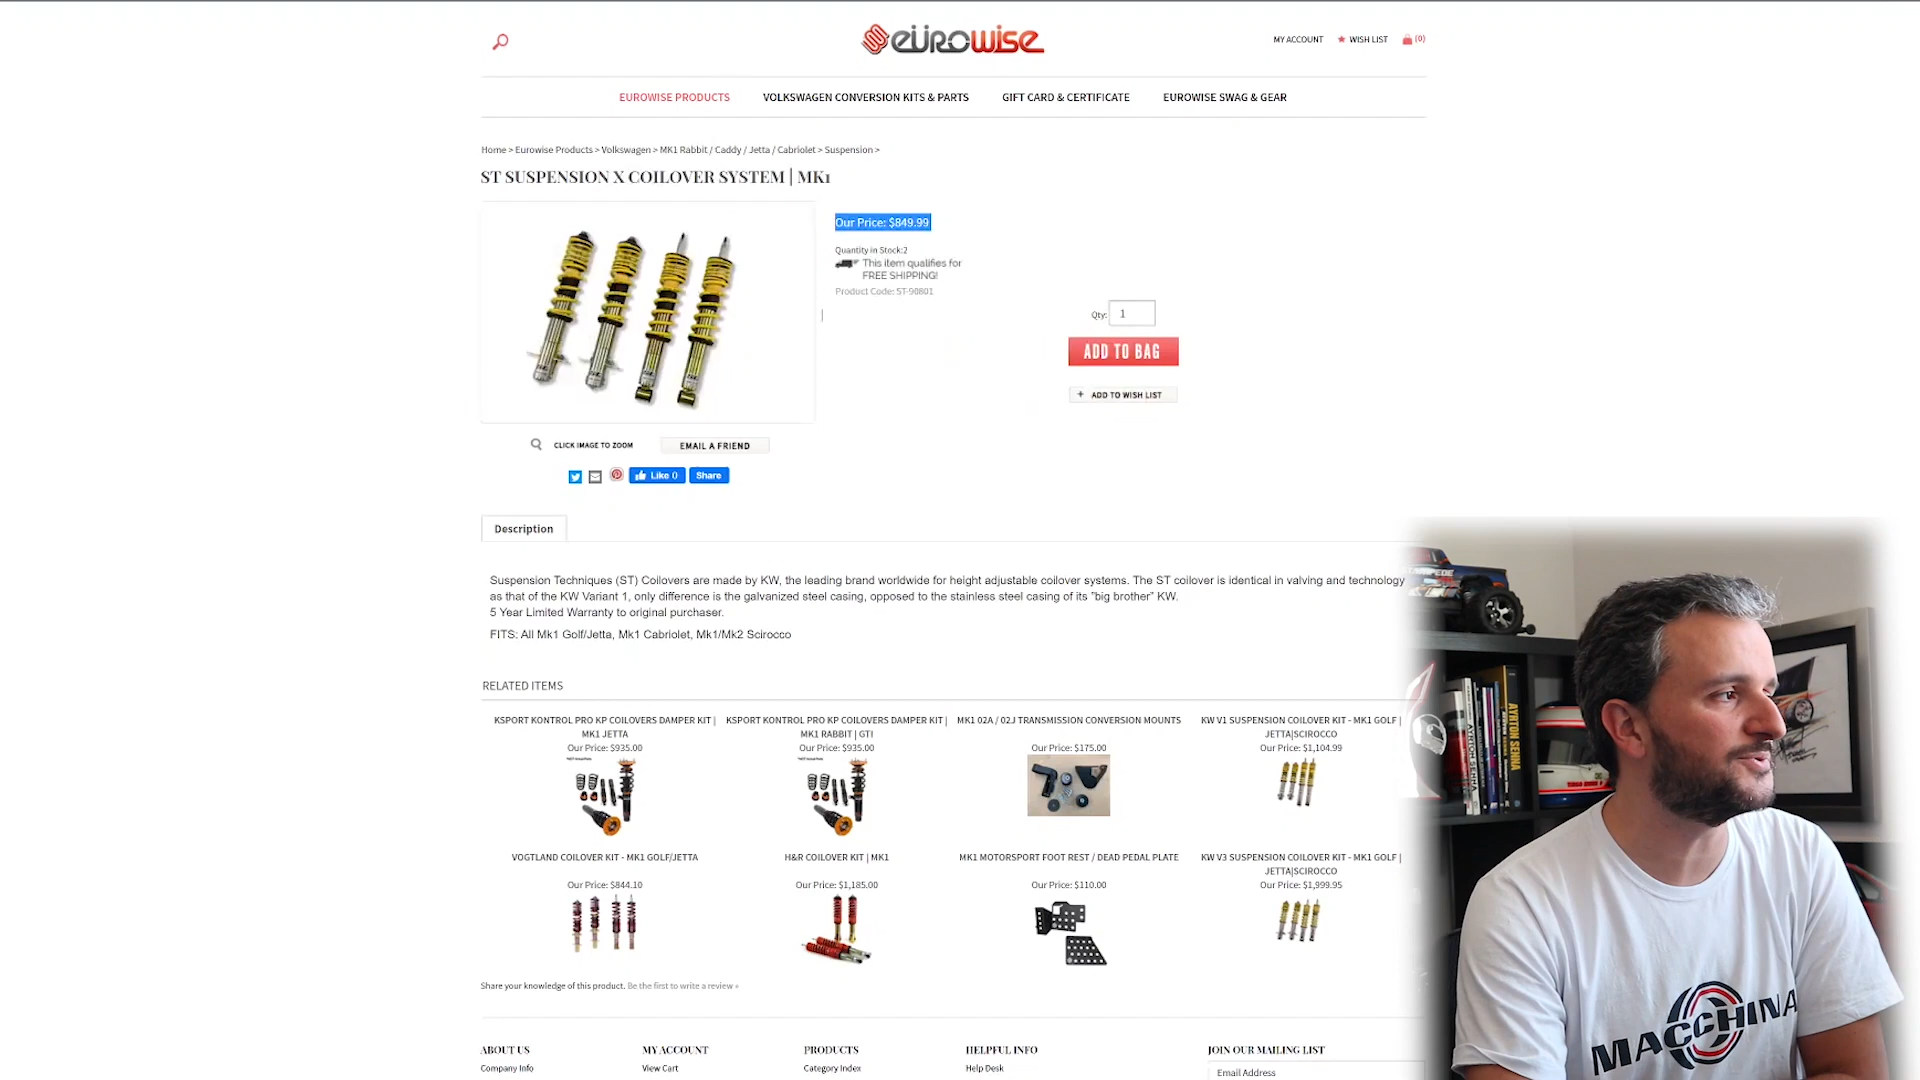 eürowise
MY ACCOUNT
WISH LIST
(0)
EUROWISE PRODUCTS
VOLKSWAGEN CONVERSION KITS & PARTS
GIFT CARD & CERTIFICATE
EUROWISE SWAG & GEAR
Home > Eurowise Products > Volkswagen > MK1 Rabbit / Caddy / Jetta / Cabriolet > Suspension >
ST SUSPENSION X COILOVER SYSTEM | MK1
Our Price: $849.99
Quantity in Stock:2
This item qualifies for
FREE SHIPPING!
Product Code: ST-90801
Qty: 1
ADD TO BAG
+ ADD TO WISH LIST
CLICK IMAGE TO ZOOM
EMAIL A FRIEND
Like 0
Share
Description
Suspension Techniques (ST) Coilovers are made by KW, the leading brand worldwide for height adjustable coilover systems. The ST coilover is identical in valving and technology
as that of the KW Variant 1, only difference is the galvanized steel casing, opposed to the stainless steel casing of its "big brother" KW.
5 Year Limited Warranty to original purchaser.
FITS: All Mk1 Golf/Jetta, Mk1 Cabriolet, Mk1/Mk2 Scirocco
RELATED ITEMS
KSPORT KONTROL PRO KP COILOVERS DAMPER KIT |
MK1 JETTA
Our Price: $935.00
KSPORT KONTROL PRO KP COILOVERS DAMPER KIT |
MK1 RABBIT | GTI
Our Price: $935.00
MK1 02A / 02J TRANSMISSION CONVERSION MOUNTS
Our Price: $175.00
KW V1 SUSPENSION COILOVER KIT - MK1 GOLF |
JETTA|SCIROCCO
Our Price: $1,104.99
VOGTLAND COILOVER KIT - MK1 GOLF/JETTA
Our Price: $844.10
H&R COILOVER KIT | MK1
Our Price: $1,185.00
MK1 MOTORSPORT FOOT REST / DEAD PEDAL PLATE
Our Price: $110.00
KW V3 SUSPENSION COILOVER KIT - MK1 GOLF |
JETTA|SCIROCCO
Our Price: $1,999.95
Share your knowledge of this product. Be the first to write a review »
ABOUT US
Company Info
MY ACCOUNT
View Cart
PRODUCTS
Category Index
HELPFUL INFO
Help Desk
JOIN OUR MAILING LIST
Email Address
STAMPEDE
AYRTON SENNA
MACCHINA